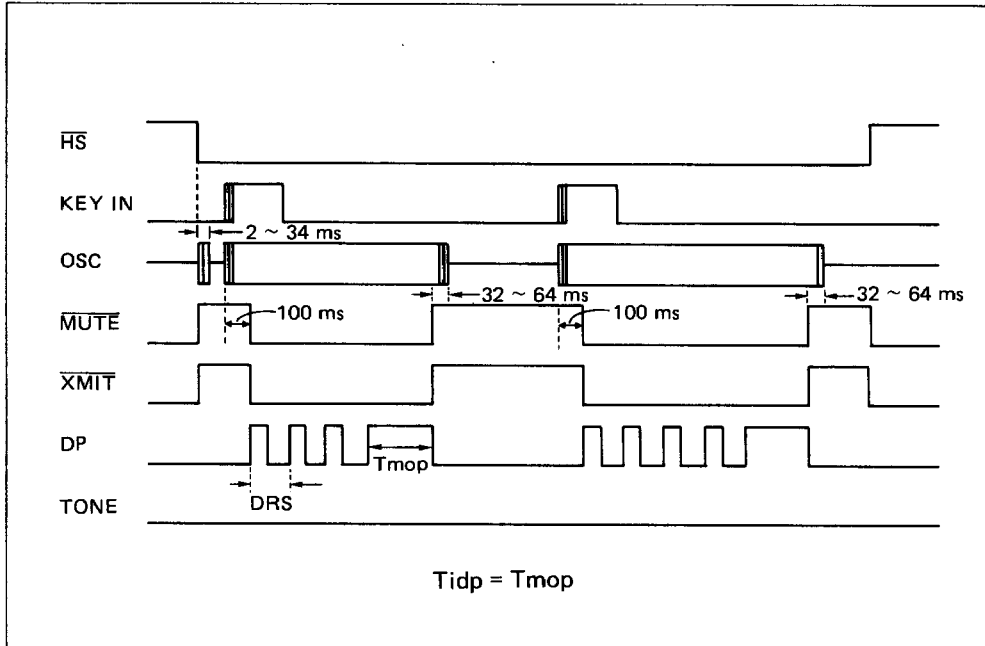 HS
KEY IN
2 ~ 34 ms
OSC
32 ~ 64 ms
32 ~ 64 ms
MUTE
100 ms
100 ms
XMIT
DP
Tmop
DRS
TONE
Tidp = Tmop